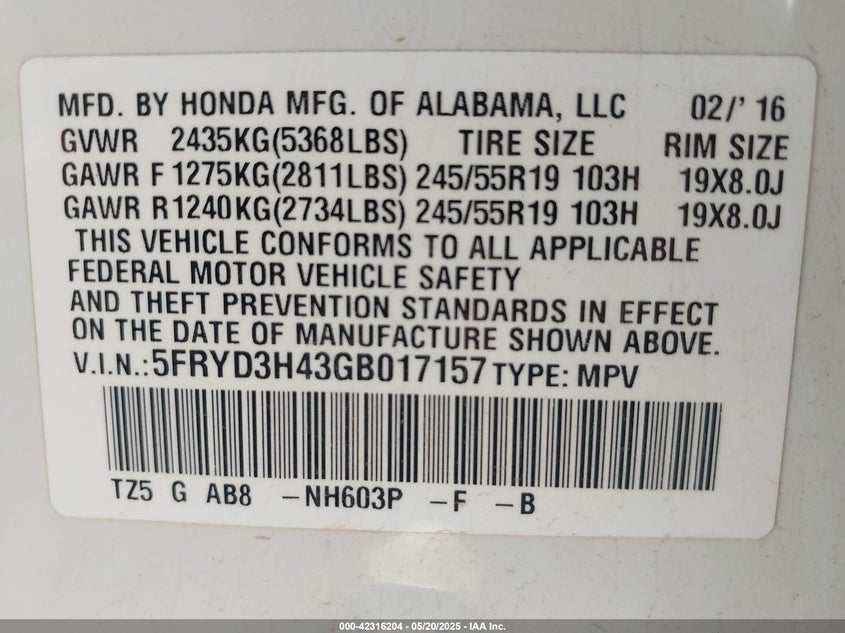 MFD. BY HONDA MFG. OF ALABAMA, LLC 02/' 16
GVWR 2435KG(5368LBS) TIRE SIZE RIM SIZE
GAWR F 1275KG(2811LBS) 245/55R19 103H 19X8.0J
GAWR R 1240KG(2734LBS) 245/55R19 103H 19X8.0J
THIS VEHICLE CONFORMS TO ALL APPLICABLE
FEDERAL MOTOR VEHICLE SAFETY
AND THEFT PREVENTION STANDARDS IN EFFECT
ON THE DATE OF MANUFACTURE SHOWN ABOVE.
V.I.N.:5FRYD3H43GB017157 TYPE: MPV
TZ5 G AB8 -NH603P -F -B
000-42316204 - 05/20/2025 - IAA Inc.